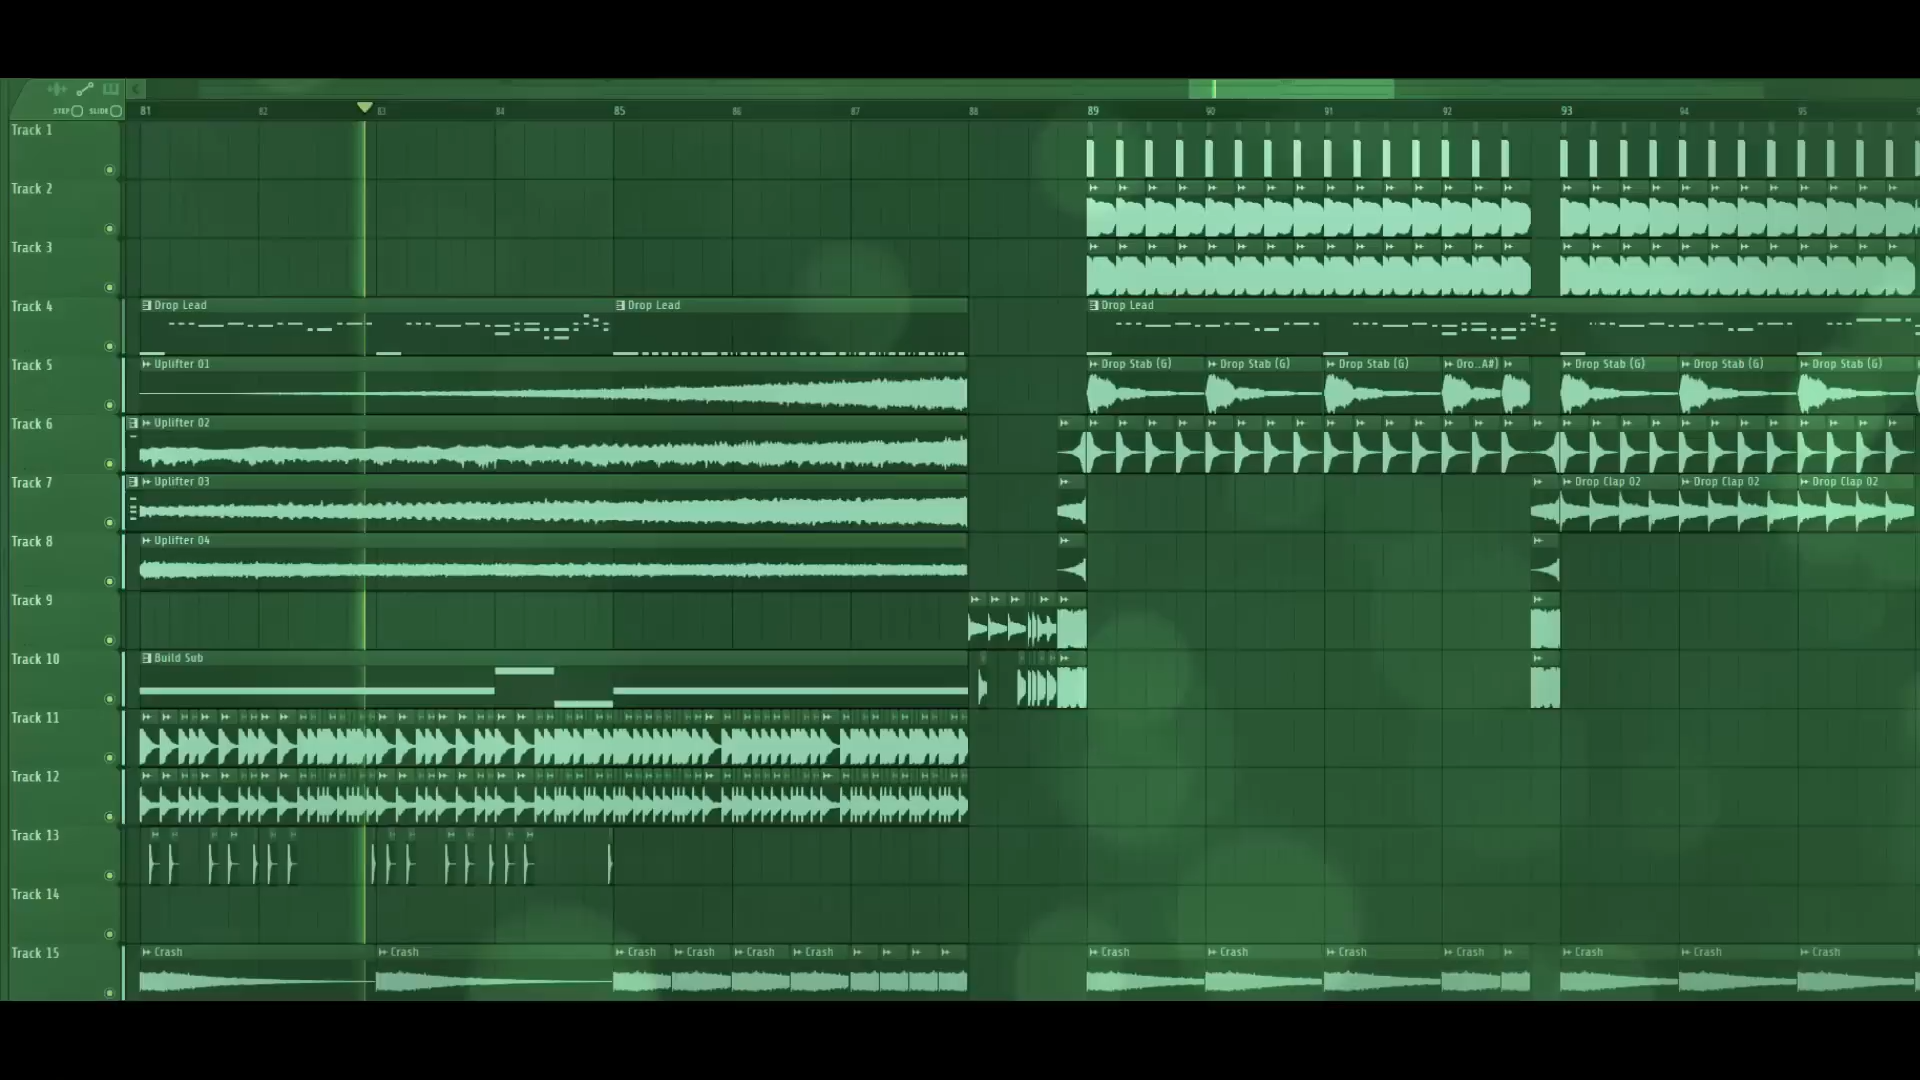 STEP SLIDE
81 82 83 84 85 86 87 88 89 90 91 92 93 94 95
Track 1
Track 2
Track 3
Track 4 Drop Lead Drop Lead Drop Lead
Track 5 Uplifter 01 Drop Stab (G) Drop Stab (G) Drop Stab (G) Dro..A#) Drop Stab (G) Drop Stab (G) Drop Stab (G)
Track 6 Uplifter 02
Track 7 Uplifter 03 Drop Clap 02 Drop Clap 02 Drop Clap 02
Track 8 Uplifter 04
Track 9
Track 10 Build Sub
Track 11
Track 12
Track 13
Track 14
Track 15 Crash Crash Crash Crash Crash Crash Crash Crash Crash Crash Crash Crash Crash